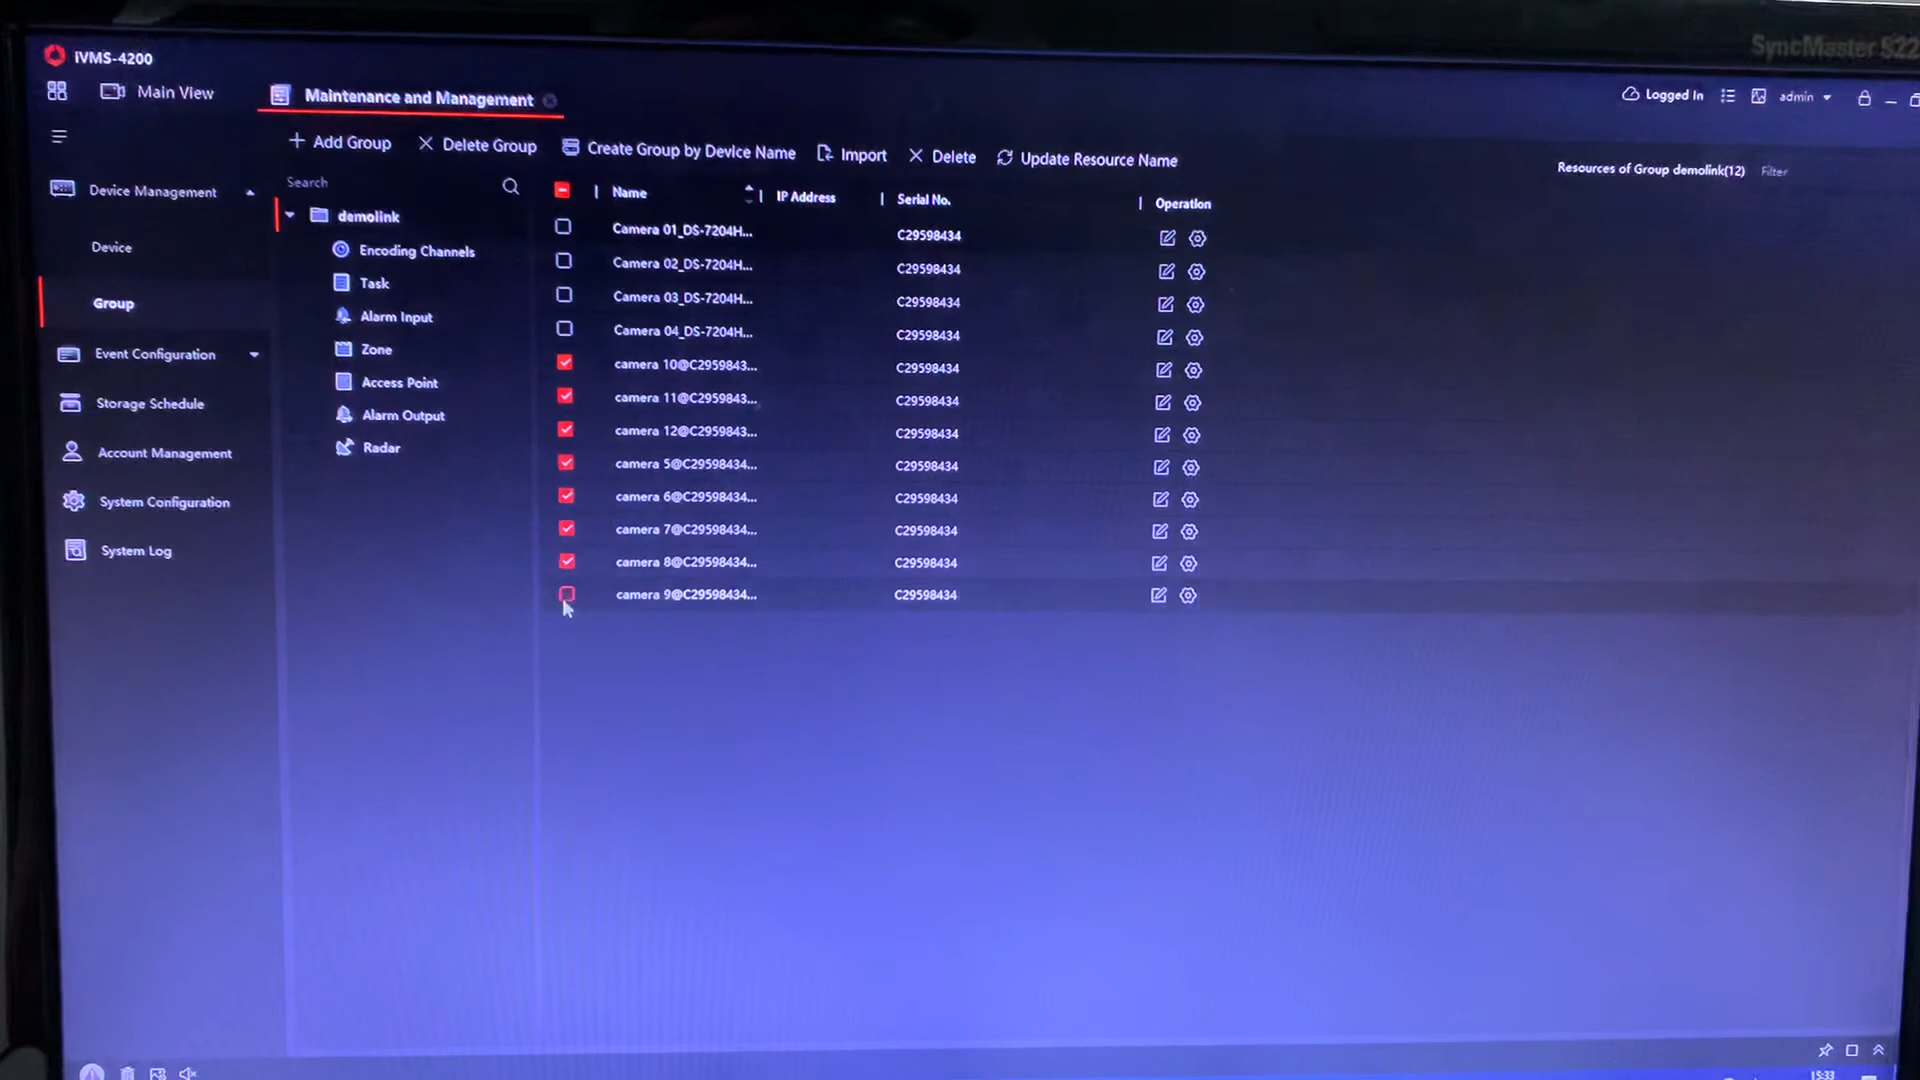 SyncMaster
iVMS-4200
Main View
Maintenance and Management
Logged In
admin
Add Group
Delete Group
Create Group by Device Name
Import
Delete
Update Resource Name
Resources of Group demolink(12)
Filter
Device Management
Device
Group
Event Configuration
Storage Schedule
Account Management
System Configuration
System Log
Search
demolink
Encoding Channels
Task
Alarm Input
Zone
Access Point
Alarm Output
Radar
Name IP Address Serial No. Operation
Camera 01_DS-7204H... C29598434
Camera 02_DS-7204H... C29598434
Camera 03_DS-7204H... C29598434
Camera 04_DS-7204H... C29598434
camera 10@C2959843... C29598434
camera 11@C2959843... C29598434
camera 12@C2959843... C29598434
camera 5@C29598434... C29598434
camera 6@C29598434... C29598434
camera 7@C29598434... C29598434
camera 8@C29598434... C29598434
camera 9@C29598434... C29598434
15:33